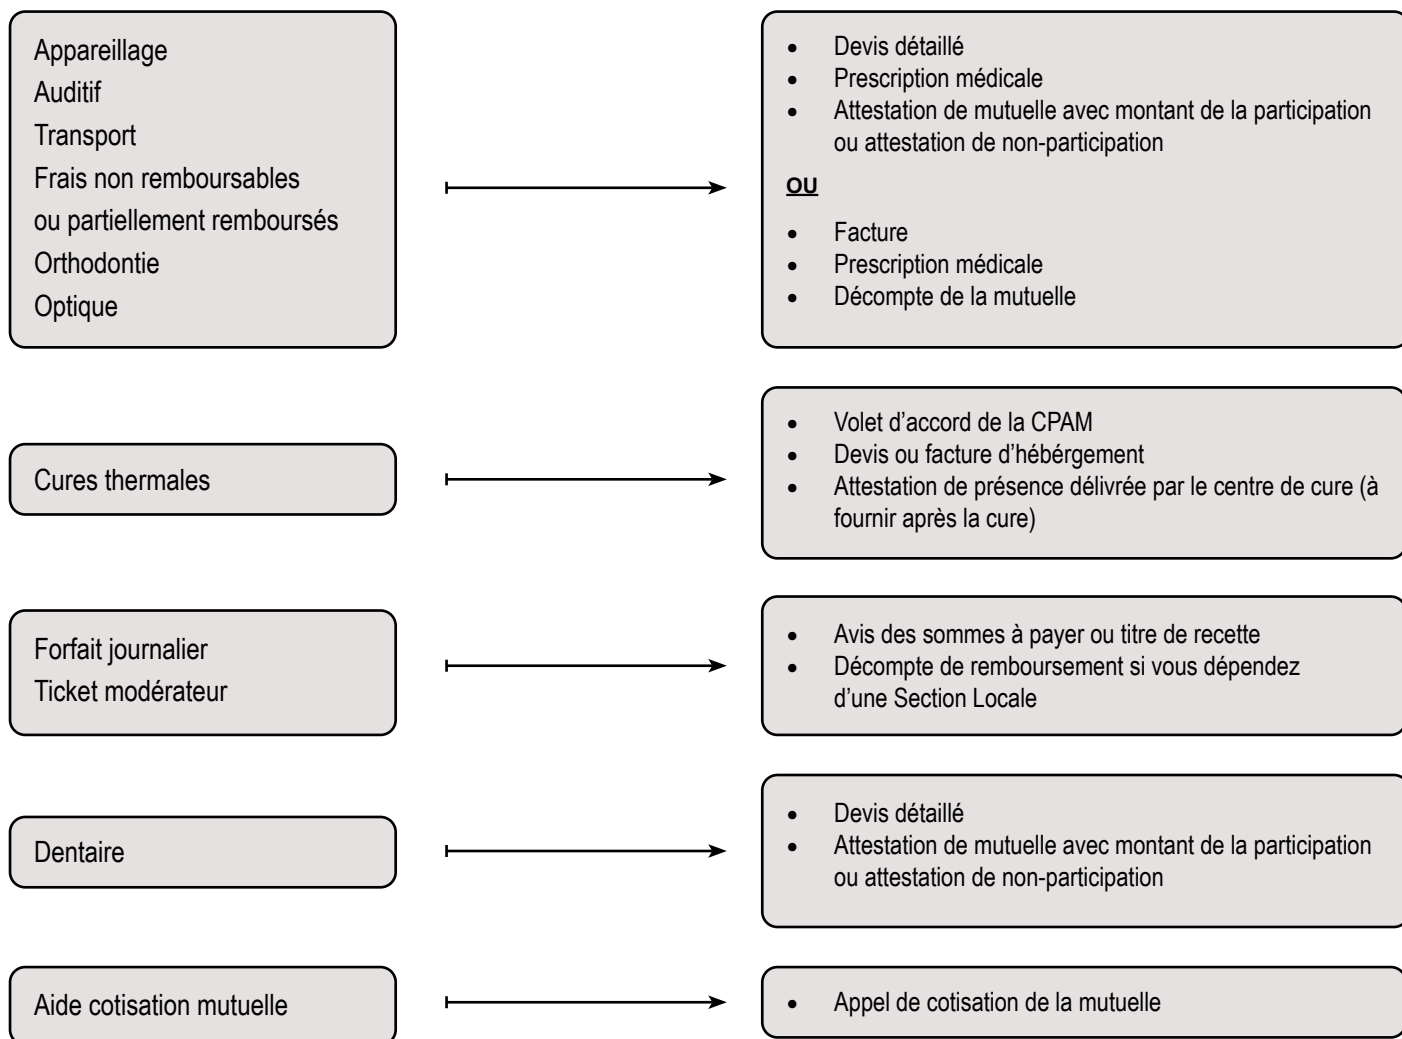 Appareillage
Auditif
Transport
Frais non remboursables
ou partiellement remboursés
Orthodontie
Optique
• Devis détaillé
• Prescription médicale
• Attestation de mutuelle avec montant de la participation
ou attestation de non-participation
OU
• Facture
• Prescription médicale
• Décompte de la mutuelle
Cures thermales
• Volet d’accord de la CPAM
• Devis ou facture d’hébérgement
• Attestation de présence délivrée par le centre de cure (à
fournir après la cure)
Forfait journalier
Ticket modérateur
• Avis des sommes à payer ou titre de recette
• Décompte de remboursement si vous dépendez
d’une Section Locale
Dentaire
• Devis détaillé
• Attestation de mutuelle avec montant de la participation
ou attestation de non-participation
Aide cotisation mutuelle
• Appel de cotisation de la mutuelle